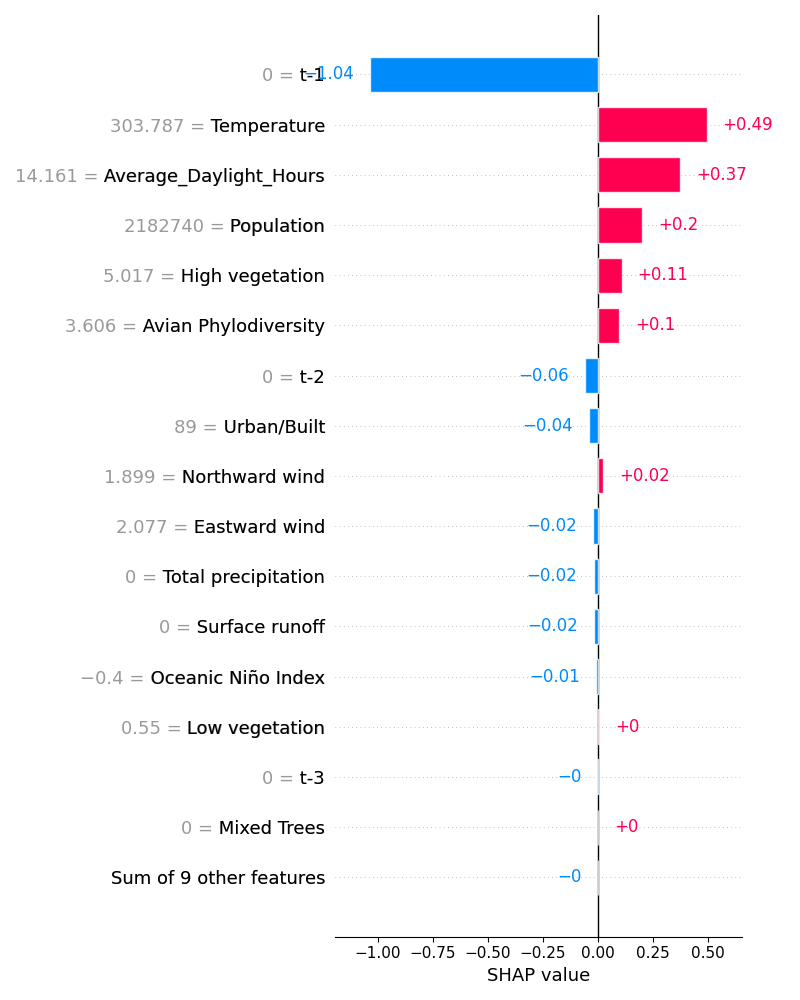 0 = t-1 −1.04
303.787 = Temperature +0.49
14.161 = Average_Daylight_Hours +0.37
2182740 = Population +0.2
5.017 = High vegetation +0.11
3.606 = Avian Phylodiversity +0.1
0 = t-2 −0.06
89 = Urban/Built −0.04
1.899 = Northward wind +0.02
2.077 = Eastward wind −0.02
0 = Total precipitation −0.02
0 = Surface runoff −0.02
−0.4 = Oceanic Niño Index −0.01
0.55 = Low vegetation +0
0 = t-3 −0
0 = Mixed Trees +0
Sum of 9 other features −0
−1.00 −0.75 −0.50 −0.25 0.00 0.25 0.50
SHAP value